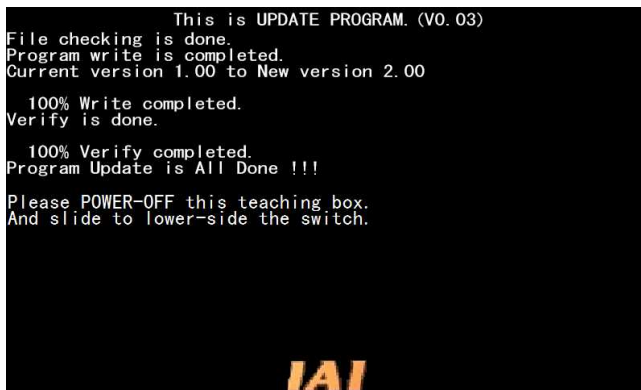 This is UPDATE PROGRAM.(V0.03)
File checking is done.
Program write is completed.
Current version 1.00 to New version 2.00
100% Write completed.
Verify is done.
100% Verify completed.
Program Update is All Done !!!
Please POWER-OFF this teaching box.
And slide to lower-side the switch.
IAI